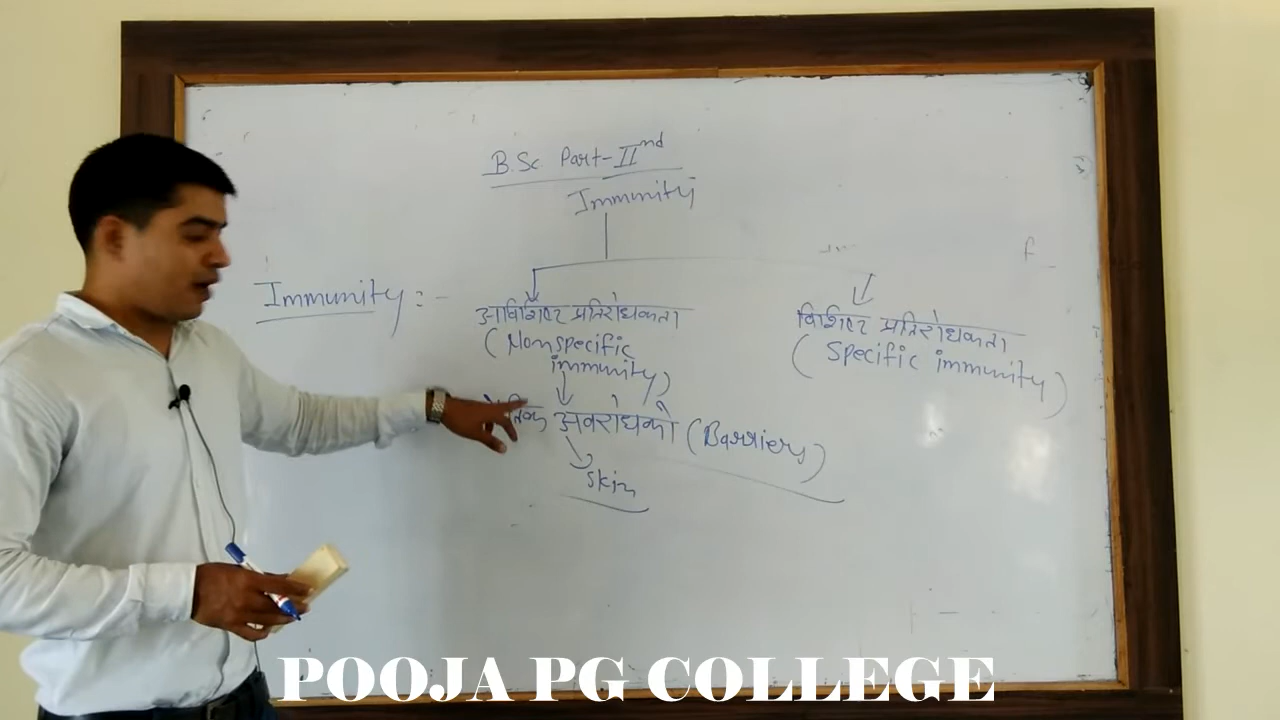 B.Sc Part-IInd
Immunity
Immunity :-
आविशिष्ट प्रतिरोधकता
(Nonspecific
immunity)
विशिष्ट प्रतिरोधकता
(Specific immunity)
अवरोधको (Barriers)
Skin
POOJA PG COLLEGE